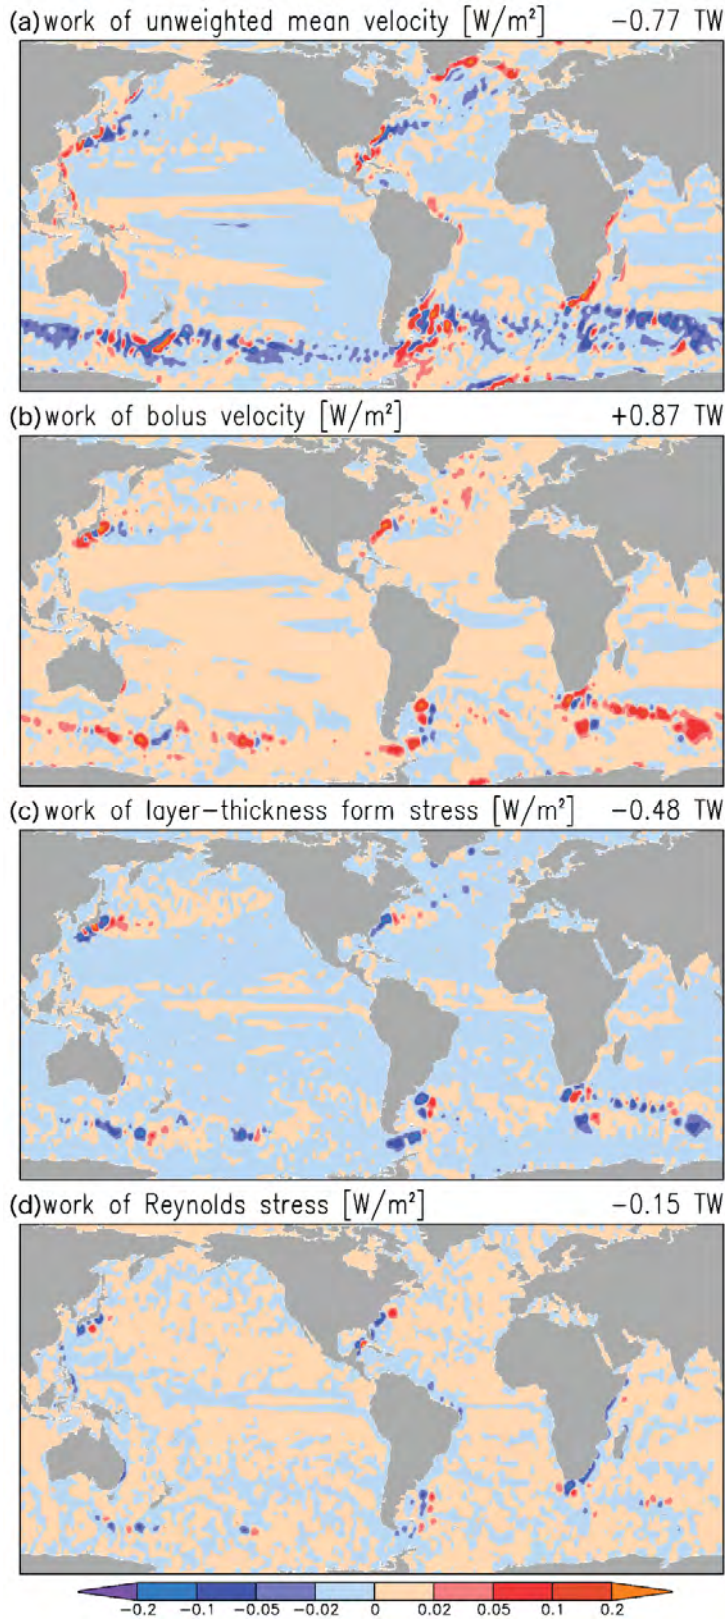 (a) work of unweighted mean velocity [W/m²] −0.77 TW
(b) work of bolus velocity [W/m²] +0.87 TW
(c) work of layer−thickness form stress [W/m²] −0.48 TW
(d) work of Reynolds stress [W/m²] −0.15 TW
−0.2 −0.1 −0.05 −0.02 0 0.02 0.05 0.1 0.2